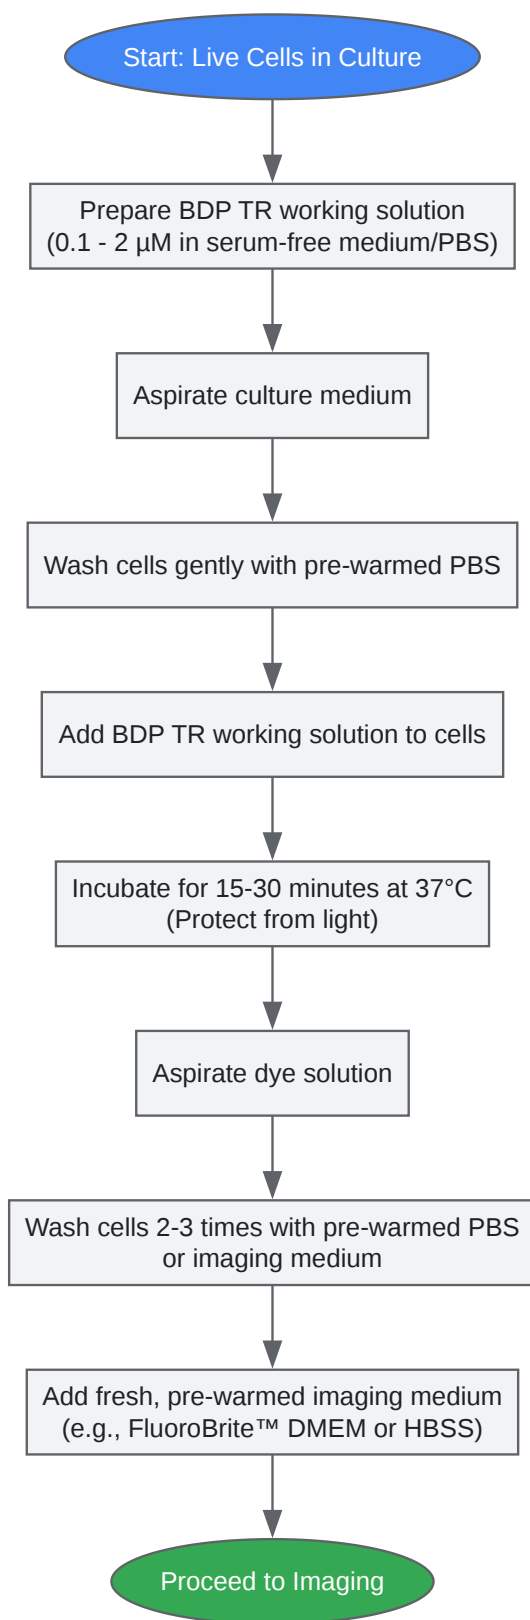 Start: Live Cells in Culture
Prepare BDP TR working solution
(0.1 - 2 µM in serum-free medium/PBS)
Aspirate culture medium
Wash cells gently with pre-warmed PBS
Add BDP TR working solution to cells
Incubate for 15-30 minutes at 37°C
(Protect from light)
Aspirate dye solution
Wash cells 2-3 times with pre-warmed PBS
or imaging medium
Add fresh, pre-warmed imaging medium
(e.g., FluoroBrite™ DMEM or HBSS)
Proceed to Imaging